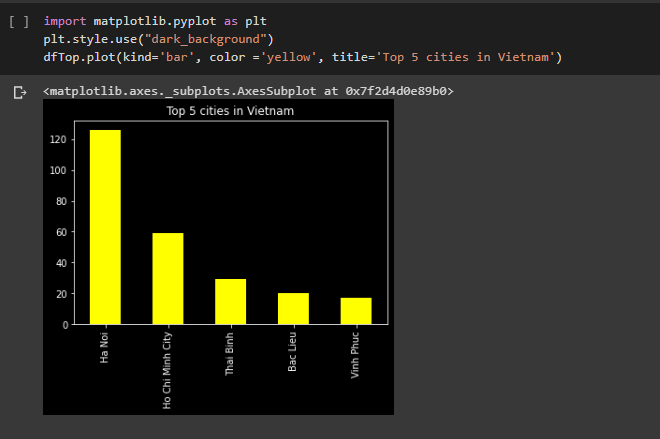 [ ] import matplotlib.pyplot as plt
plt.style.use("dark_background")
dfTop.plot(kind='bar', color ='yellow', title='Top 5 cities in Vietnam')
<matplotlib.axes._subplots.AxesSubplot at 0x7f2d4d0e89b0>
Top 5 cities in Vietnam
120
100
80
60
40
20
0
Ha Noi
Ho Chi Minh City
Thai Binh
Bac Lieu
Vinh Phuc